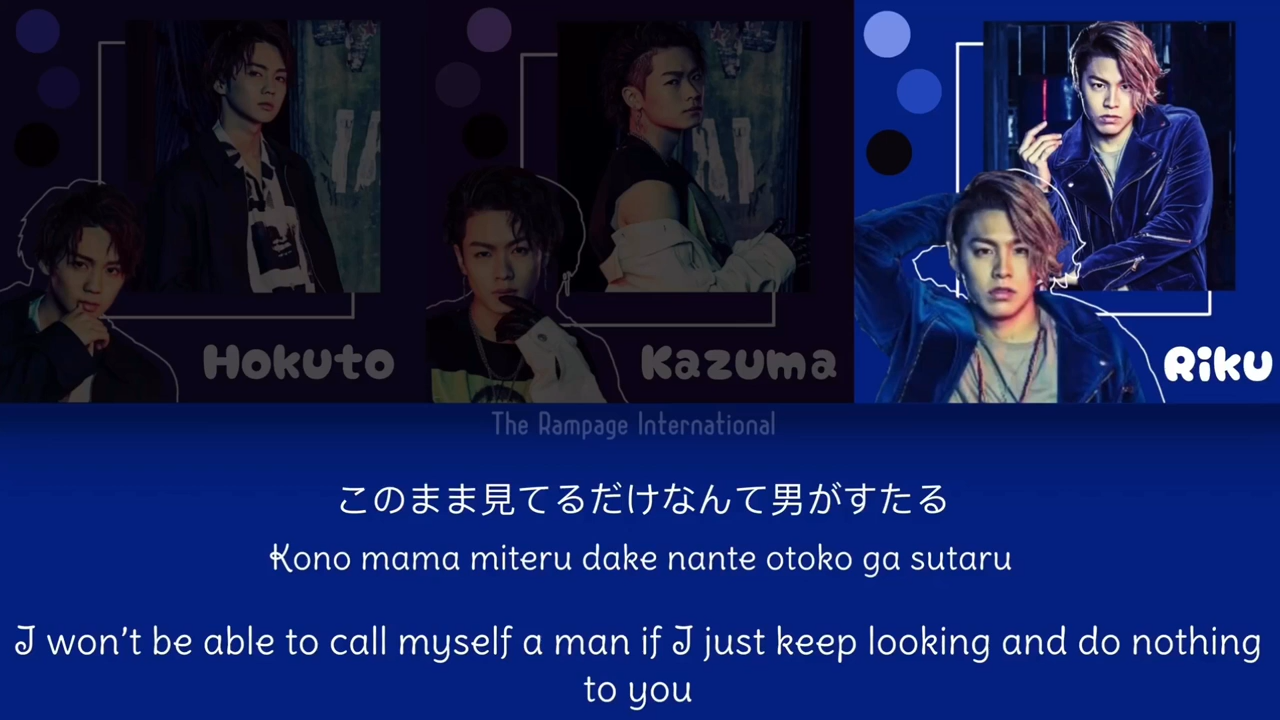 Hokuto
Kazuma
Riku
The Rampage International
このまま見てるだけなんて男がすたる
Kono mama miteru dake nante otoko ga sutaru
I won't be able to call myself a man if I just keep looking and do nothing
to you